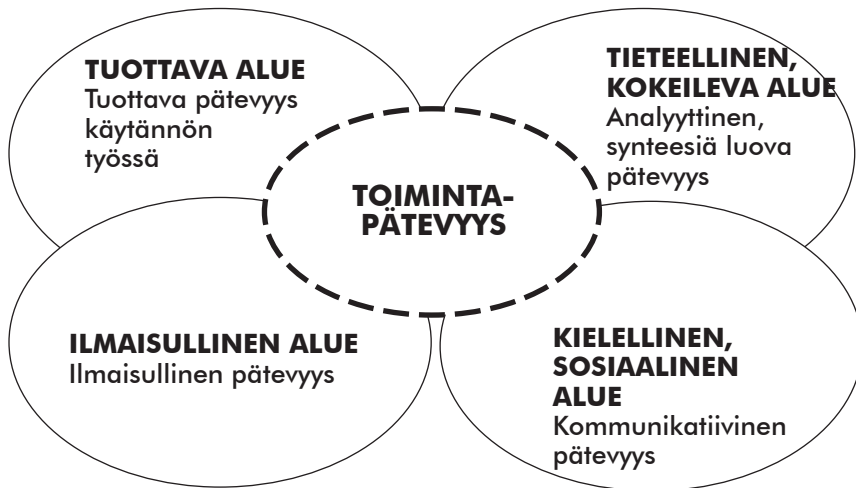 TUOTTAVA ALUE
Tuottava pätevyys
käytännön
työssä
TIETEELLINEN,
KOKEILEVA ALUE
Analyyttinen,
synteesiä luova
pätevyys
TOIMINTA-
PÄTEVYYS
ILMAISULLINEN ALUE
Ilmaisullinen pätevyys
KIELELLINEN,
SOSIAALINEN
ALUE
Kommunikatiivinen
pätevyys